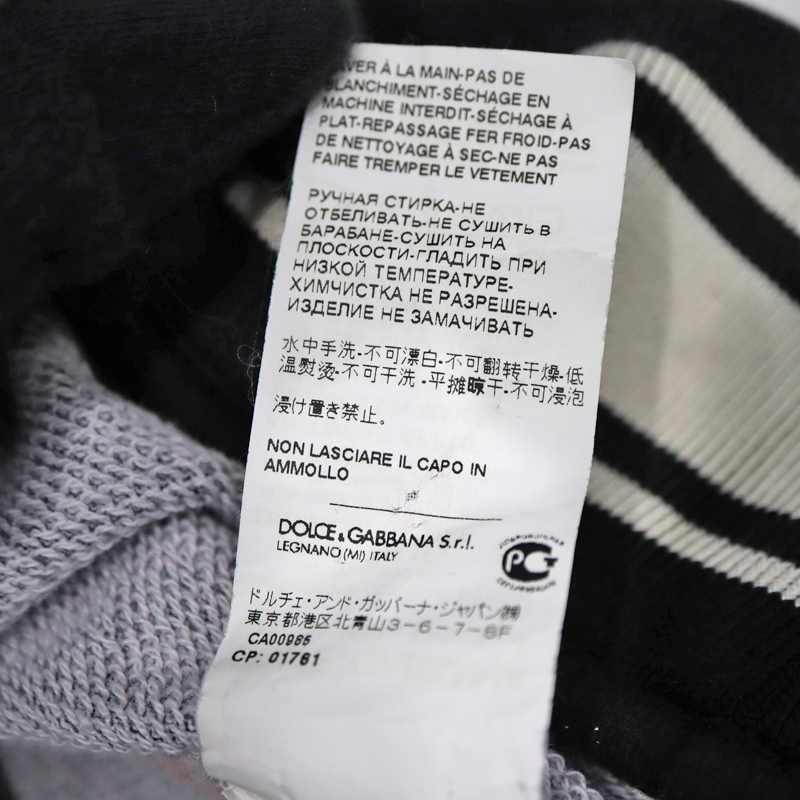 LAVER À LA MAIN-PAS DE
BLANCHIMENT-SÉCHAGE EN
MACHINE INTERDIT-SÉCHAGE À
PLAT-REPASSAGE FER FROID-PAS
DE NETTOYAGE À SEC-NE PAS
FAIRE TREMPER LE VETEMENT
РУЧНАЯ СТИРКА-НЕ
ОТБЕЛИВАТЬ-НЕ СУШИТЬ В
БАРАБАНЕ-СУШИТЬ НА
ПЛОСКОСТИ-ГЛАДИТЬ ПРИ
НИЗКОЙ ТЕМПЕРАТУРЕ-
ХИМЧИСТКА НЕ РАЗРЕШЕНА-
ИЗДЕЛИЕ НЕ ЗАМАЧИВАТЬ
水中手洗-不可漂白-不可翻转干燥-低
温熨烫-不可干洗-平摊晾干-不可浸泡
浸け置き禁止。
NON LASCIARE IL CAPO IN
AMMOLLO
DOLCE & GABBANA S.r.l.
LEGNANO (MI) ITALY
ドルチェ・アンド・ガッバーナ・ジャパン㈱
東京都港区北青山3-6-7-8F
CA00985
CP: 01761